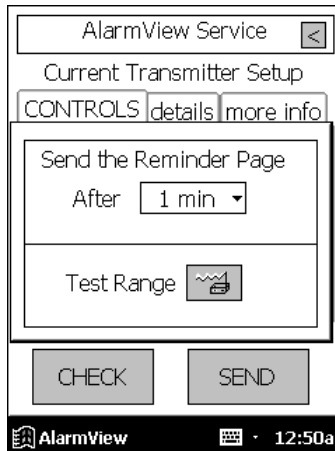 AlarmView Service <
Current Transmitter Setup
CONTROLS details more info
Send the Reminder Page
After 1 min
Test Range
CHECK SEND
AlarmView 12:50a